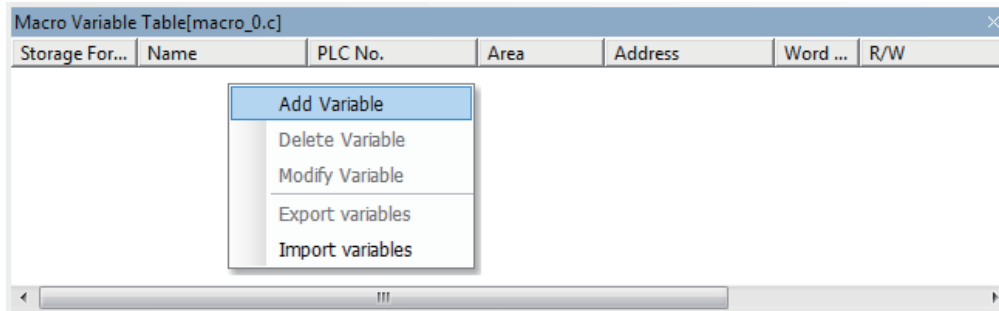 Macro Variable Table[macro_0.c]
Storage For... Name PLC No. Area Address Word ... R/W
Add Variable
Delete Variable
Modify Variable
Export variables
Import variables